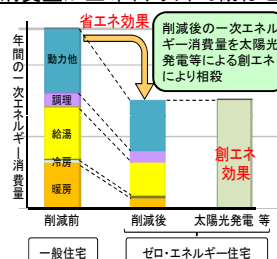 省エネ効果
削減後の一次エネル
ギー消費量を太陽光
発電等による創エネ
により相殺
年間の一次エネルギー消費量
動力他
調理
給湯
冷房
暖房
創エネ
効果
削減前
削減後
太陽光発電 等
一般住宅
ゼロ・エネルギー住宅